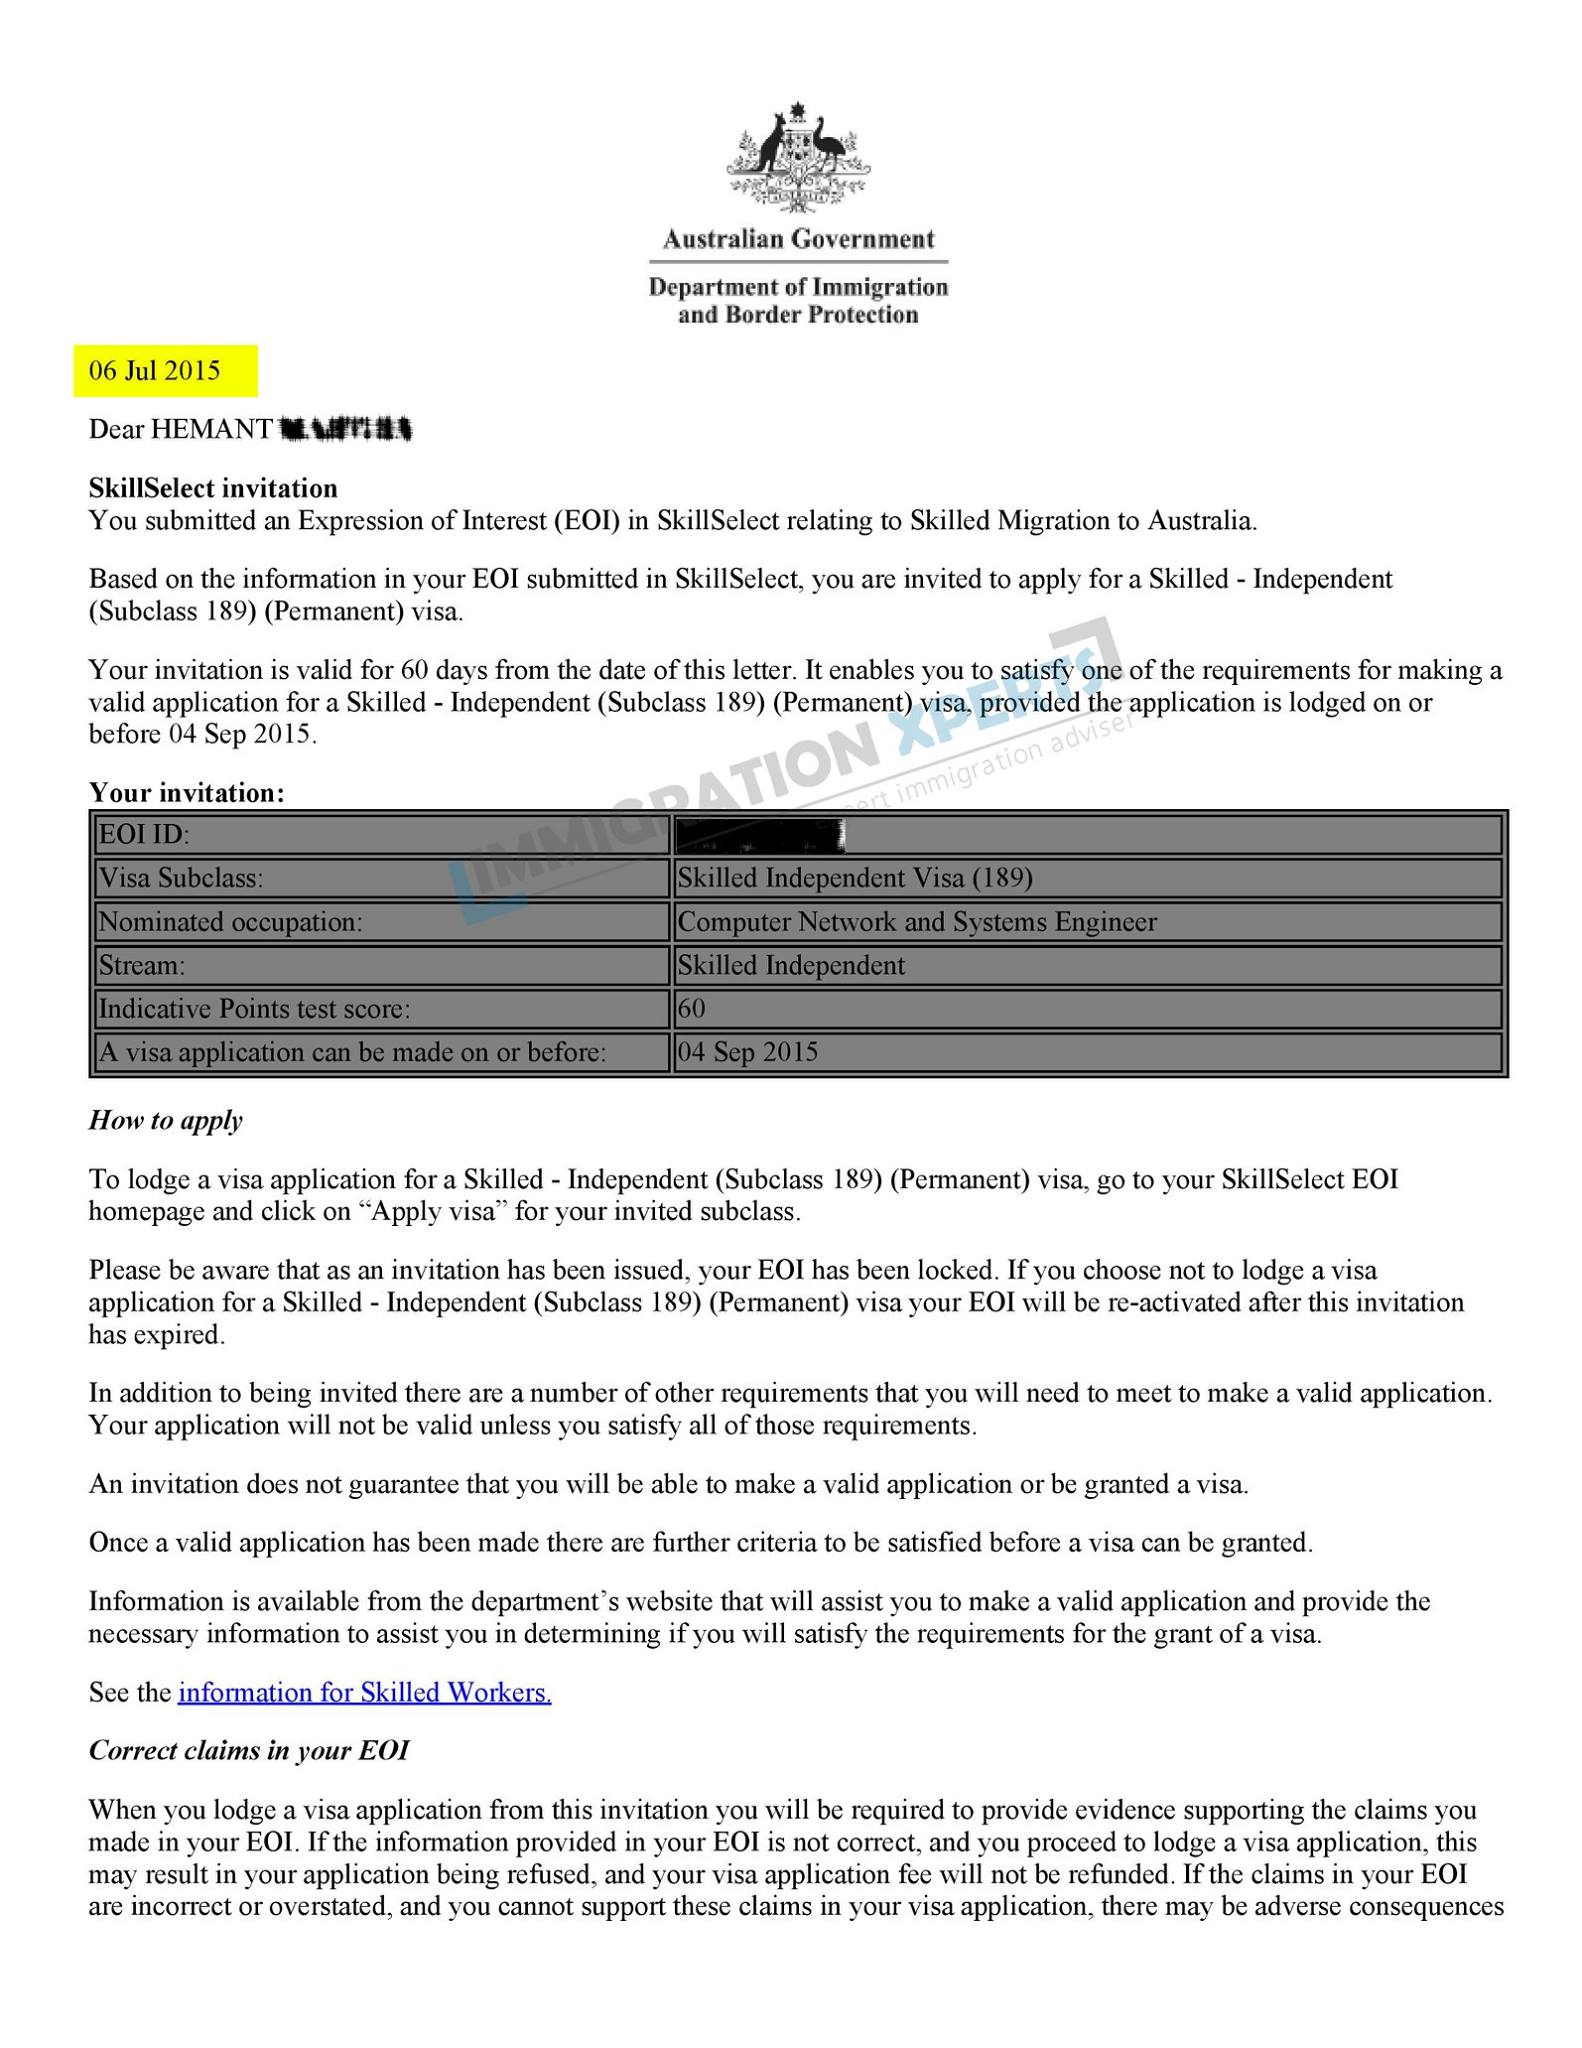 AUSTRALIA
Australian Government
Department of Immigration
and Border Protection
06 Jul 2015
Dear HEMANT
SkillSelect invitation
You submitted an Expression of Interest (EOI) in SkillSelect relating to Skilled Migration to Australia.
Based on the information in your EOI submitted in SkillSelect, you are invited to apply for a Skilled - Independent
(Subclass 189) (Permanent) visa.
Your invitation is valid for 60 days from the date of this letter. It enables you to satisfy one of the requirements for making a
valid application for a Skilled - Independent (Subclass 189) (Permanent) visa, provided the application is lodged on or
before 04 Sep 2015.
IMMIGRATION XPERTS
expert immigration adviser
Your invitation:
EOI ID:
Visa Subclass: Skilled Independent Visa (189)
Nominated occupation: Computer Network and Systems Engineer
Stream: Skilled Independent
Indicative Points test score: 60
A visa application can be made on or before: 04 Sep 2015
How to apply
To lodge a visa application for a Skilled - Independent (Subclass 189) (Permanent) visa, go to your SkillSelect EOI
homepage and click on “Apply visa” for your invited subclass.
Please be aware that as an invitation has been issued, your EOI has been locked. If you choose not to lodge a visa
application for a Skilled - Independent (Subclass 189) (Permanent) visa your EOI will be re-activated after this invitation
has expired.
In addition to being invited there are a number of other requirements that you will need to meet to make a valid application.
Your application will not be valid unless you satisfy all of those requirements.
An invitation does not guarantee that you will be able to make a valid application or be granted a visa.
Once a valid application has been made there are further criteria to be satisfied before a visa can be granted.
Information is available from the department’s website that will assist you to make a valid application and provide the
necessary information to assist you in determining if you will satisfy the requirements for the grant of a visa.
See the information for Skilled Workers.
Correct claims in your EOI
When you lodge a visa application from this invitation you will be required to provide evidence supporting the claims you
made in your EOI. If the information provided in your EOI is not correct, and you proceed to lodge a visa application, this
may result in your application being refused, and your visa application fee will not be refunded. If the claims in your EOI
are incorrect or overstated, and you cannot support these claims in your visa application, there may be adverse consequences